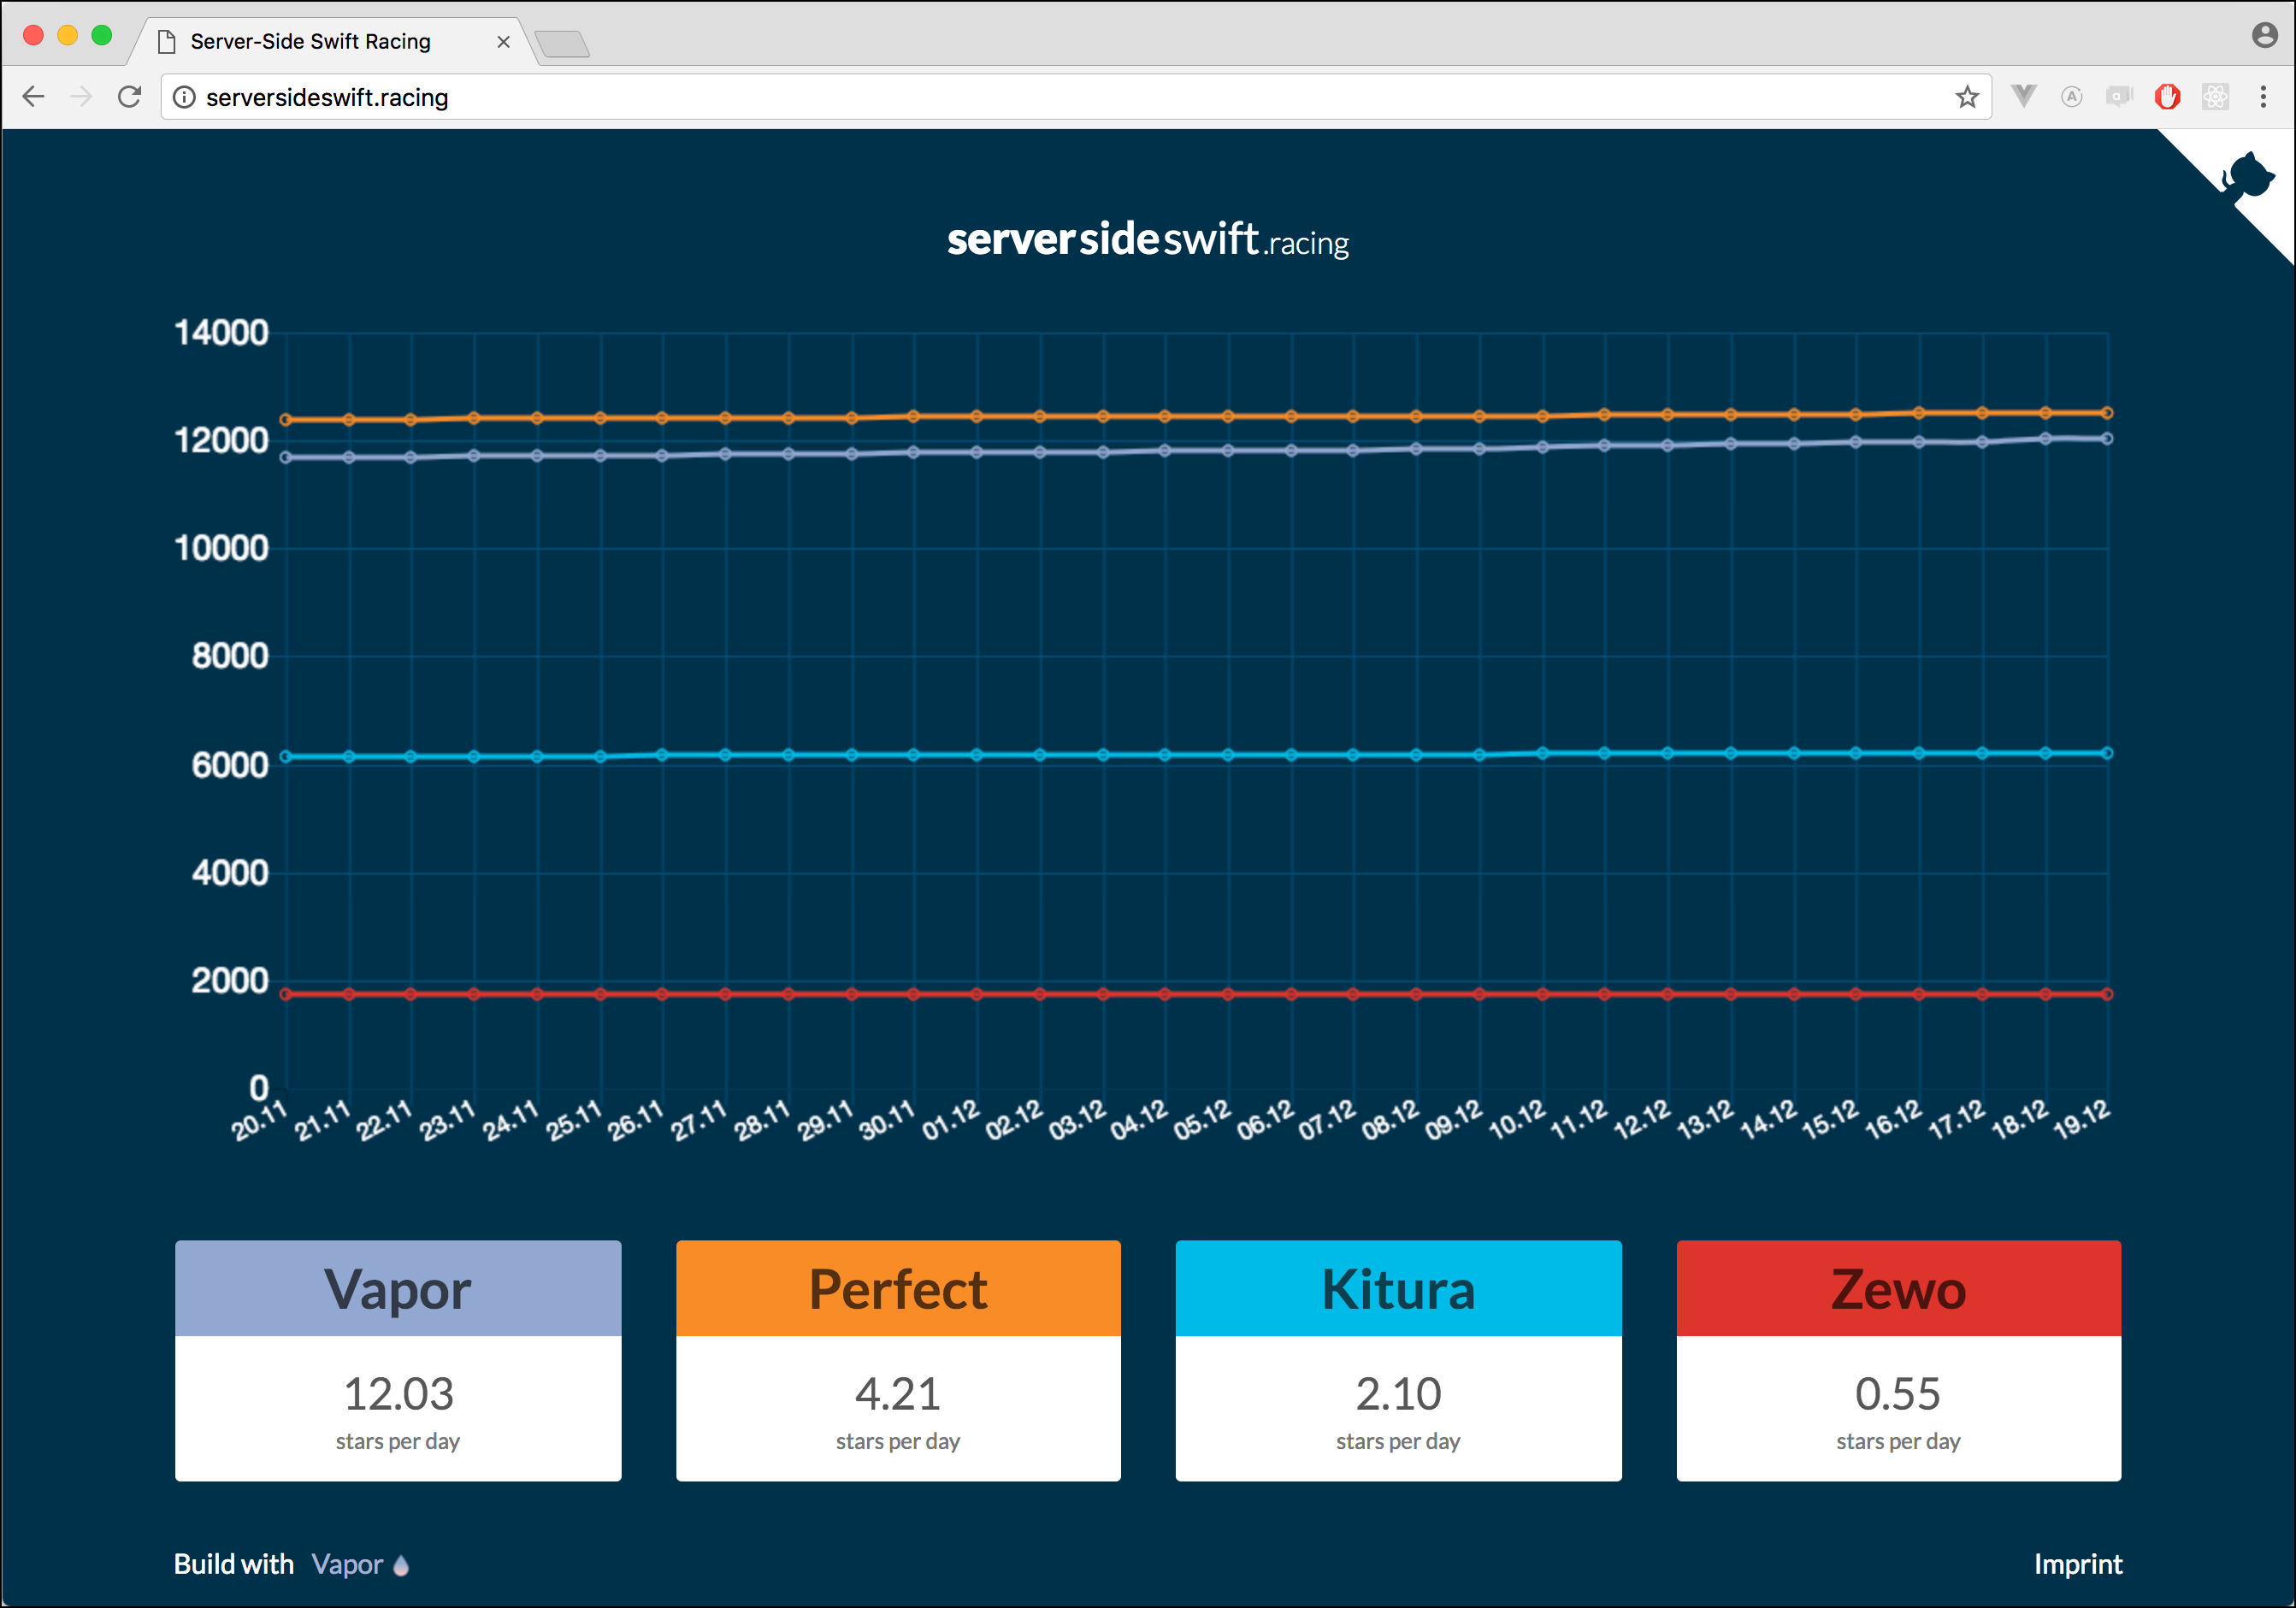 Server-Side Swift Racing
serversideswift.racing
serversideswift.racing
14000
12000
10000
8000
6000
4000
2000
0
20.11 21.11 22.11 23.11 24.11 25.11 26.11 27.11 28.11 29.11 30.11 01.12 02.12 03.12 04.12 05.12 06.12 07.12 08.12 09.12 10.12 11.12 12.12 13.12 14.12 15.12 16.12 17.12 18.12 19.12
Vapor Perfect Kitura Zewo
12.03 4.21 2.10 0.55
stars per day stars per day stars per day stars per day
Build with Vapor Imprint